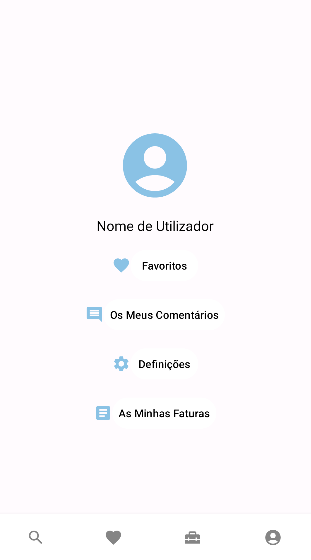 Nome de Utilizador
Favoritos
Os Meus Comentários
Definições
As Minhas Faturas